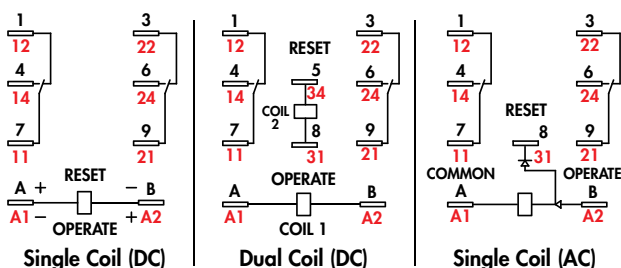 1 3
12 22
4 6
14 24
7 9
11 21
A + RESET − B
A1 − OPERATE + A2
Single Coil (DC)
1 3
12 22
RESET
4 5 6
14 34 24
COIL 2
7 8 9
11 31 21
A OPERATE B
A1 COIL 1 A2
Dual Coil (DC)
1 3
12 22
4 6
14 24
RESET
7 8 9
11 31 21
COMMON OPERATE
A B
A1 A2
Single Coil (AC)